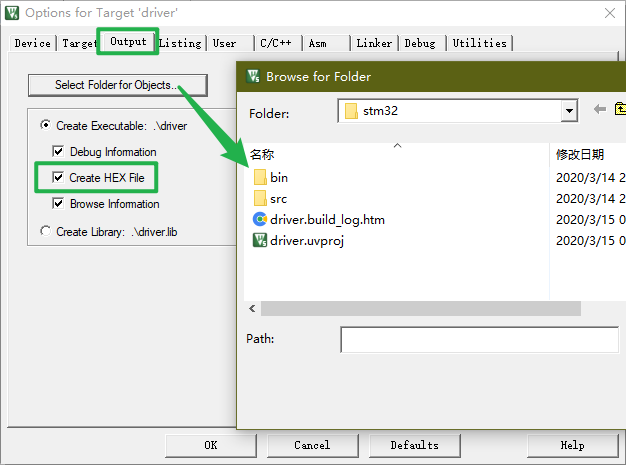 Options for Target 'driver'
Device Target Output Listing User C/C++ Asm Linker Debug Utilities
Select Folder for Objects...
Browse for Folder
Folder: stm32
Create Executable: .\driver
Debug Information
Create HEX File
Browse Information
Create Library: .\driver.lib
名称 修改日期
bin 2020/3/14 2
src 2020/3/14 2
driver.build_log.htm 2020/3/15 0
driver.uvproj 2020/3/15 0
Path:
OK Cancel Defaults Help